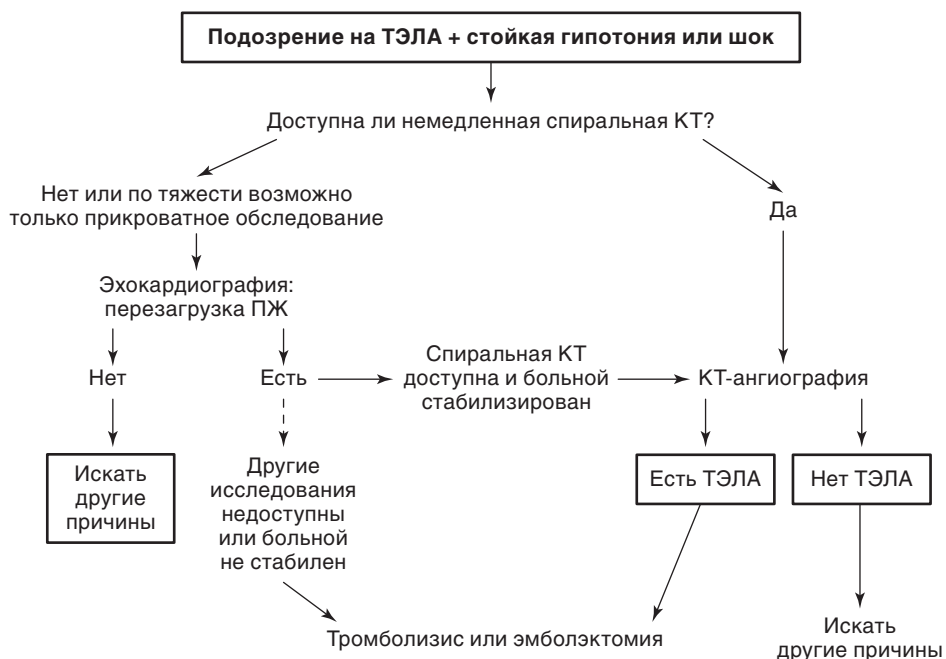 Подозрение на ТЭЛА + стойкая гипотония или шок
Доступна ли немедленная спиральная КТ?
Нет или по тяжести возможно
только прикроватное обследование
Да
Эхокардиография:
перезагрузка ПЖ
Нет
Есть
Спиральная КТ
доступна и больной
стабилизирован
КТ-ангиография
Искать
другие
причины
Другие
исследования
недоступны
или больной
не стабилен
Есть ТЭЛА
Нет ТЭЛА
Тромболизис или эмболэктомия
Искать
другие причины